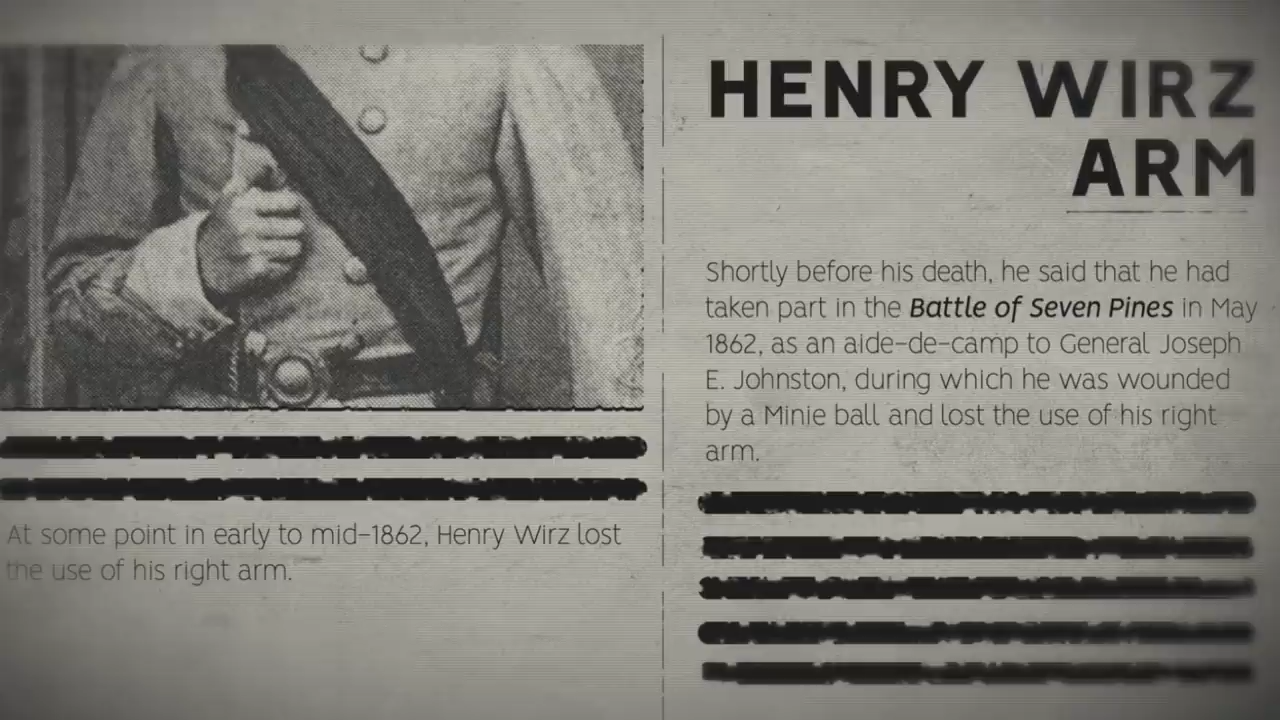 HENRY WIRZ
ARM
Shortly before his death, he said that he had
taken part in the Battle of Seven Pines in May
1862, as an aide-de-camp to General Joseph
E. Johnston, during which he was wounded
by a Minie ball and lost the use of his right
arm.
At some point in early to mid-1862, Henry Wirz lost
the use of his right arm.